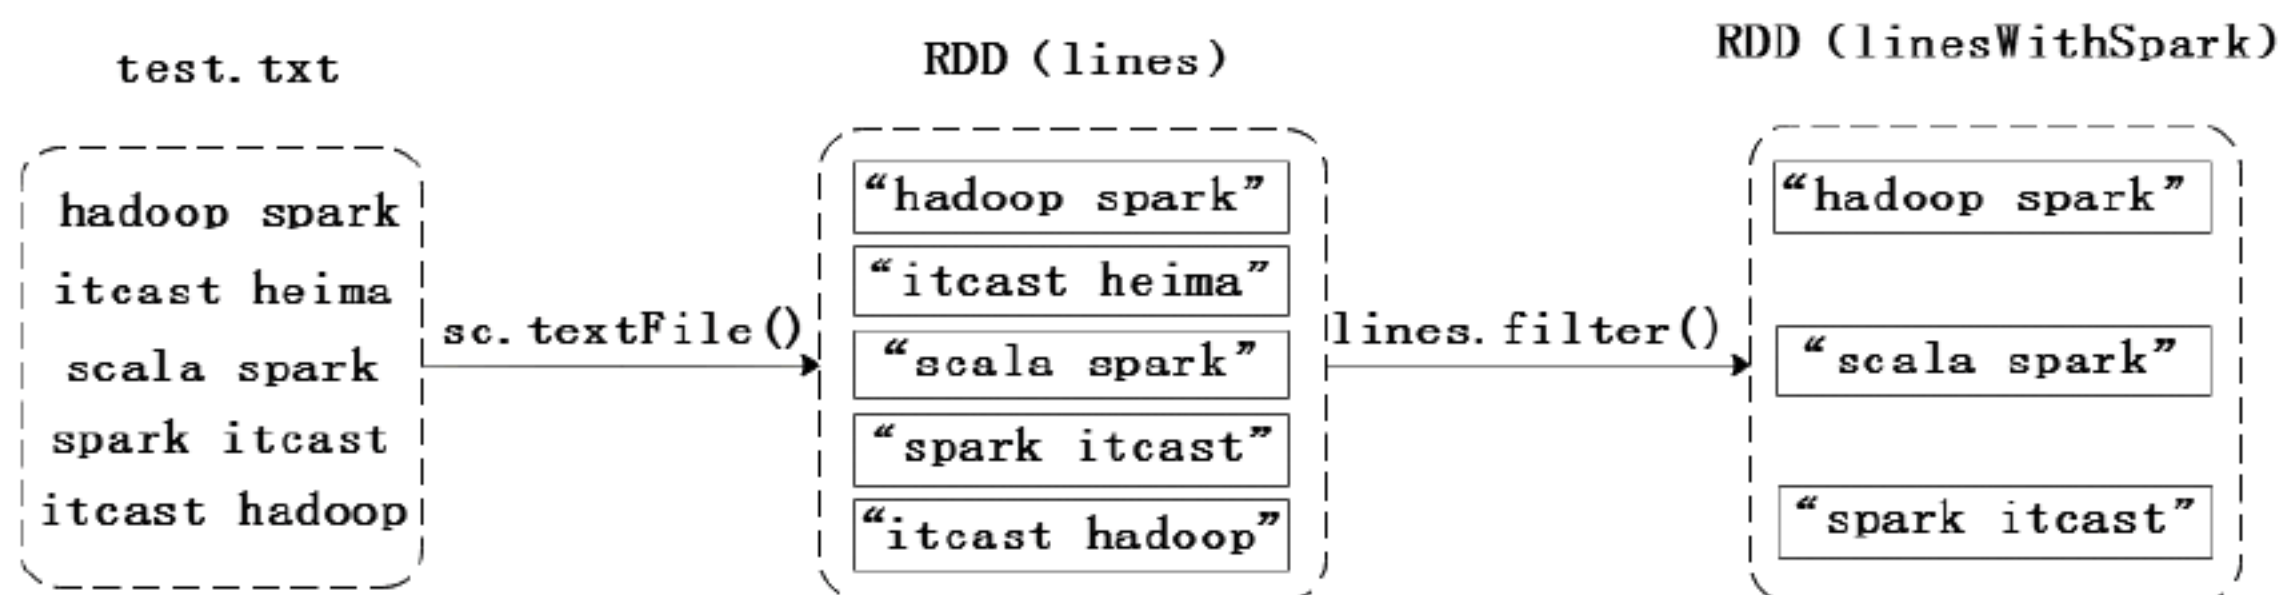 test.txt
hadoop spark
itcast heima
scala spark
spark itcast
itcast hadoop
sc.textFile()
RDD（lines）
“hadoop spark”
“itcast heima”
“scala spark”
“spark itcast”
“itcast hadoop”
lines.filter()
RDD（linesWithSpark）
“hadoop spark”
“scala spark”
“spark itcast”